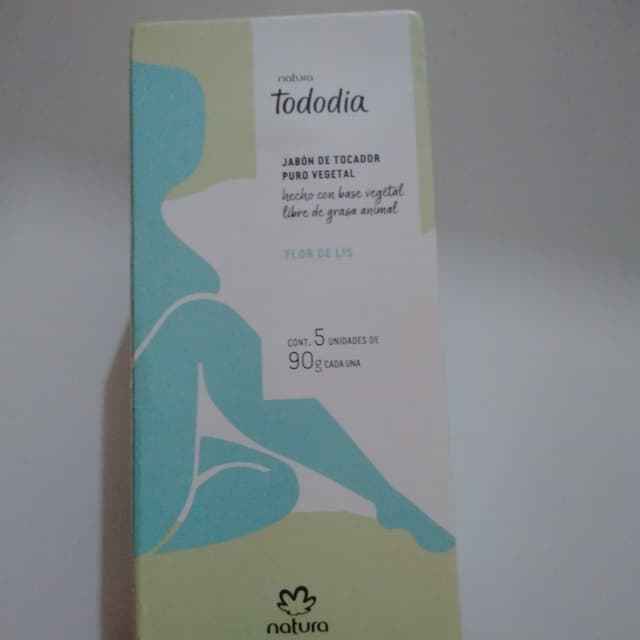 natura
Tododia
JABÓN DE TOCADOR
PURO VEGETAL
hecho con base vegetal
libre de grasa animal
FLOR DE LIS
CONT. 5 UNIDADES DE
90g CADA UNA
natura